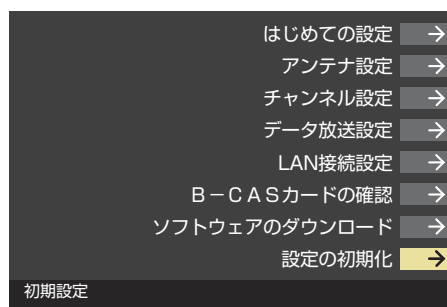 はじめての設定
アンテナ設定
チャンネル設定
データ放送設定
LAN接続設定
B－CASカードの確認
ソフトウェアのダウンロード
設定の初期化
初期設定